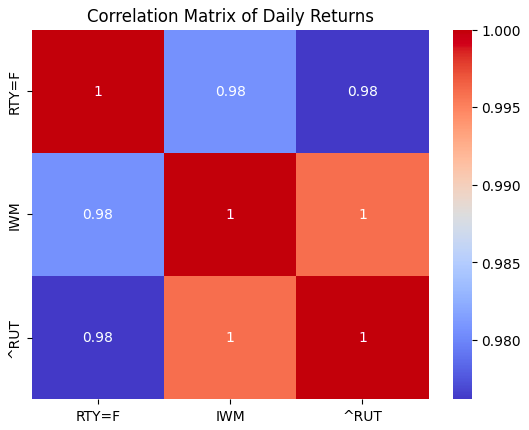 Correlation Matrix of Daily Returns
RTY=F 1 0.98 0.98
IWM 0.98 1 1
^RUT 0.98 1 1
RTY=F IWM ^RUT
1.000
0.995
0.990
0.985
0.980